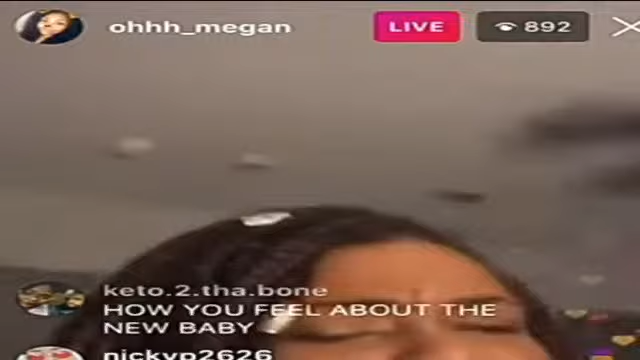 ohhh_megan
LIVE
892
keto.2.tha.bone
HOW YOU FEEL ABOUT THE
NEW BABY
nickyp2626